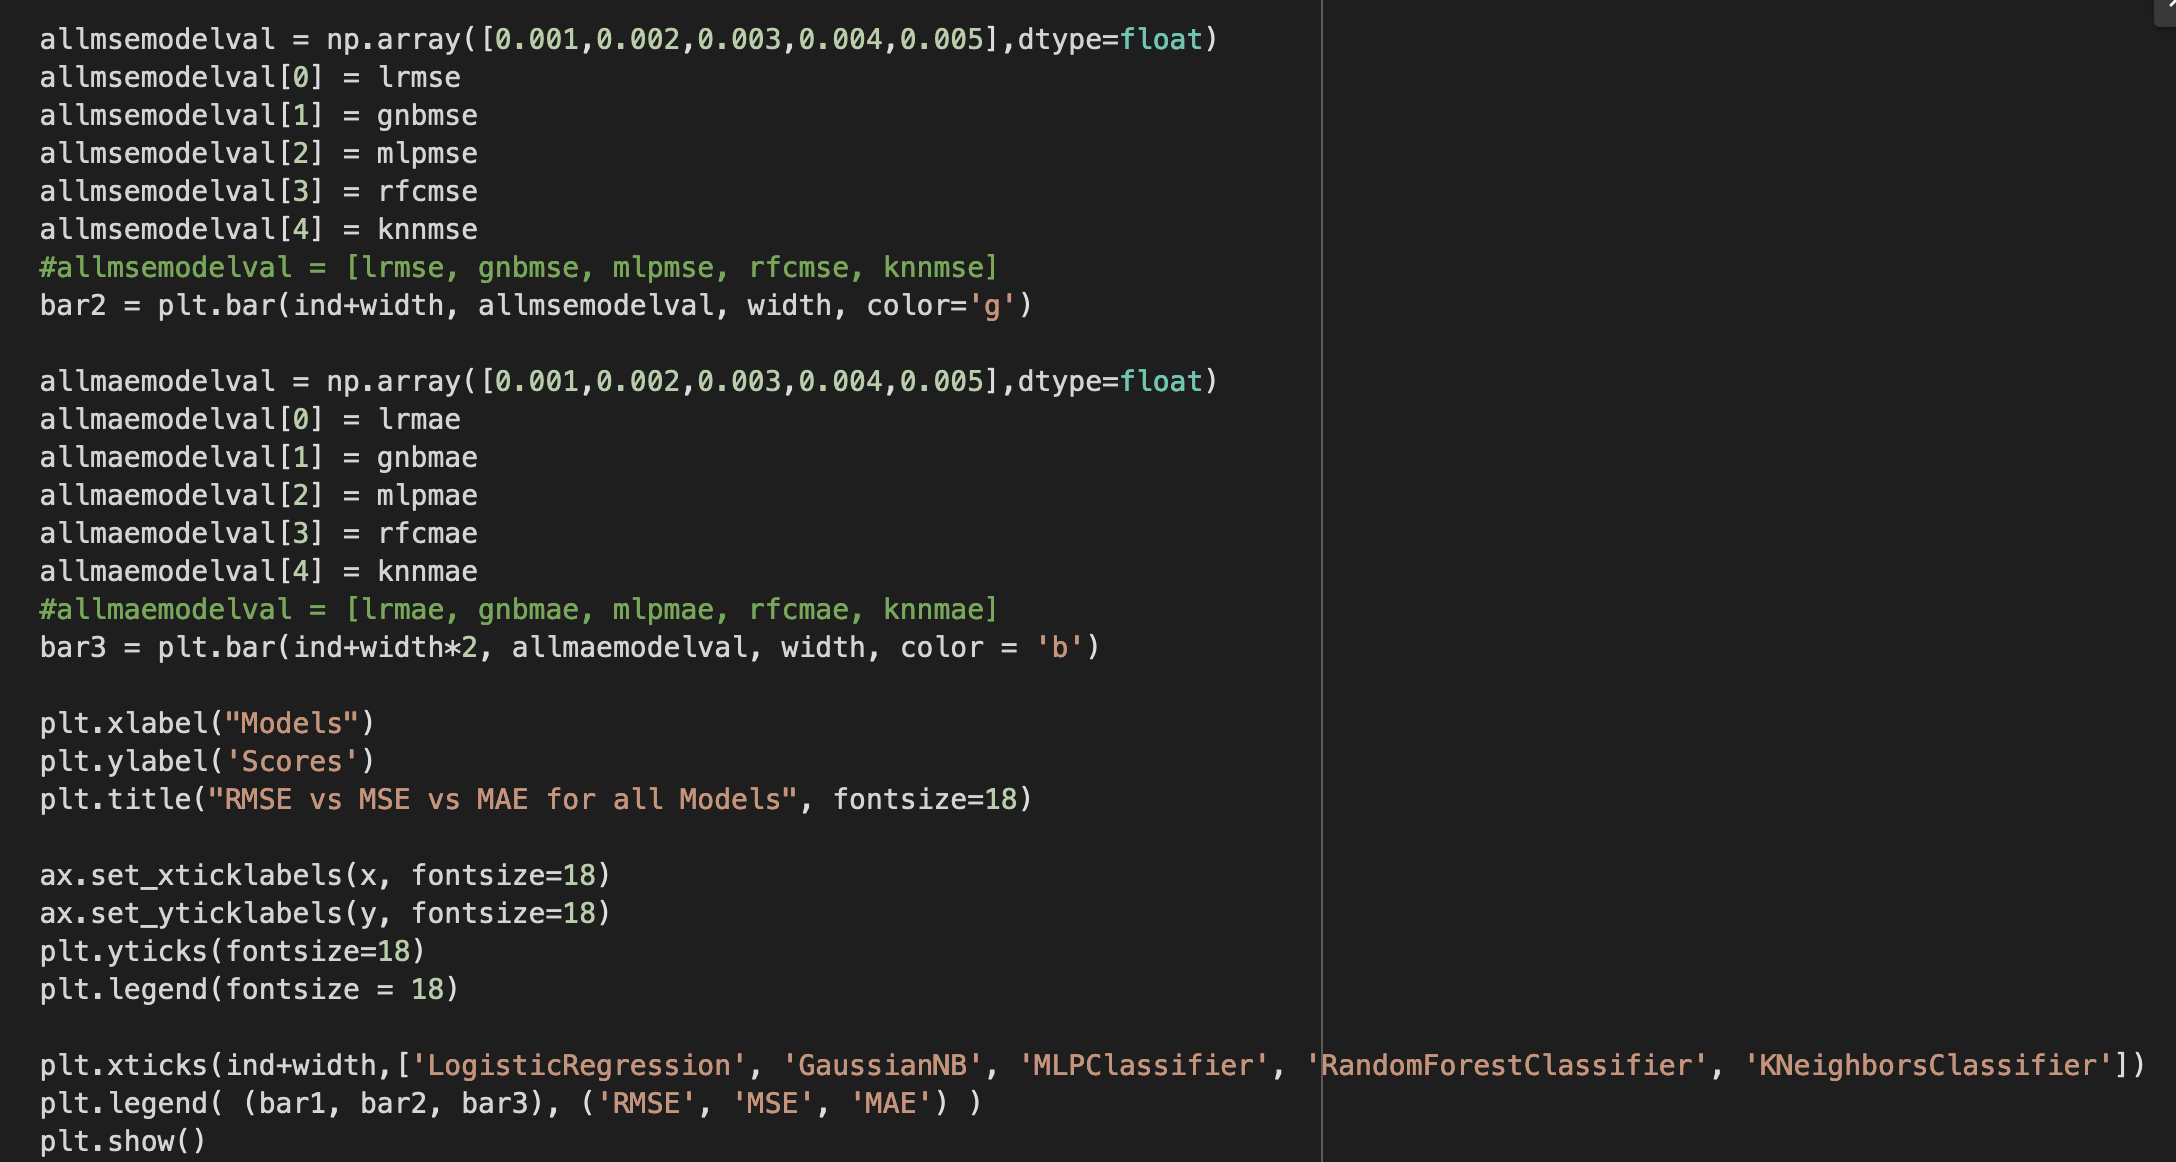 allmsemodelval = np.array([0.001,0.002,0.003,0.004,0.005],dtype=float)
allmsemodelval[0] = lrmse
allmsemodelval[1] = gnbmse
allmsemodelval[2] = mlpmse
allmsemodelval[3] = rfcmse
allmsemodelval[4] = knnmse
#allmsemodelval = [lrmse, gnbmse, mlpmse, rfcmse, knnmse]
bar2 = plt.bar(ind+width, allmsemodelval, width, color='g')

allmaemodelval = np.array([0.001,0.002,0.003,0.004,0.005],dtype=float)
allmaemodelval[0] = lrmae
allmaemodelval[1] = gnbmae
allmaemodelval[2] = mlpmae
allmaemodelval[3] = rfcmae
allmaemodelval[4] = knnmae
#allmaemodelval = [lrmae, gnbmae, mlpmae, rfcmae, knnmae]
bar3 = plt.bar(ind+width*2, allmaemodelval, width, color = 'b')

plt.xlabel("Models")
plt.ylabel('Scores')
plt.title("RMSE vs MSE vs MAE for all Models", fontsize=18)

ax.set_xticklabels(x, fontsize=18)
ax.set_yticklabels(y, fontsize=18)
plt.yticks(fontsize=18)
plt.legend(fontsize = 18)

plt.xticks(ind+width,['LogisticRegression', 'GaussianNB', 'MLPClassifier', 'RandomForestClassifier', 'KNeighborsClassifier'])
plt.legend( (bar1, bar2, bar3), ('RMSE', 'MSE', 'MAE') )
plt.show()